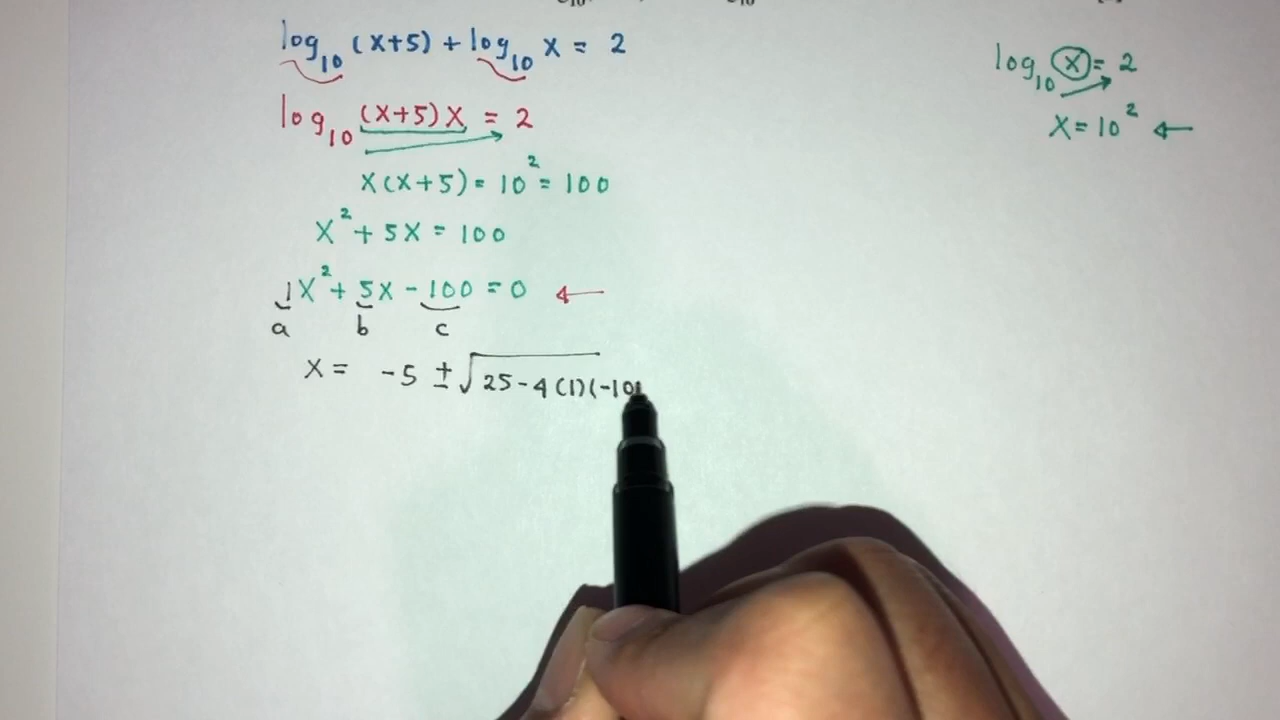 log₁₀ (x+5) + log₁₀ x = 2
log₁₀ (x+5)x = 2
x(x+5) = 10² = 100
x² + 5x = 100
1x² + 5x - 100 = 0
a b c
x = -5 ± √25-4(1)(-10
log₁₀ x = 2
x = 10²